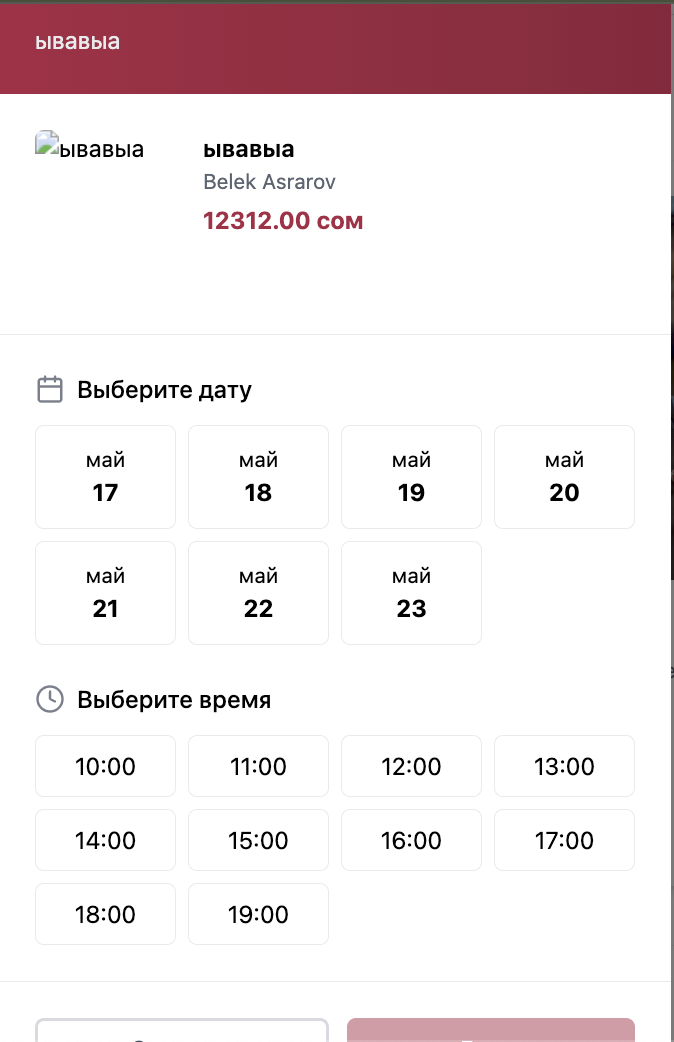 ывавыа
ывавыа
ывавыа
Belek Asrarov
12312.00 сом
Выберите дату
май
17
май
18
май
19
май
20
май
21
май
22
май
23
Выберите время
10:00
11:00
12:00
13:00
14:00
15:00
16:00
17:00
18:00
19:00